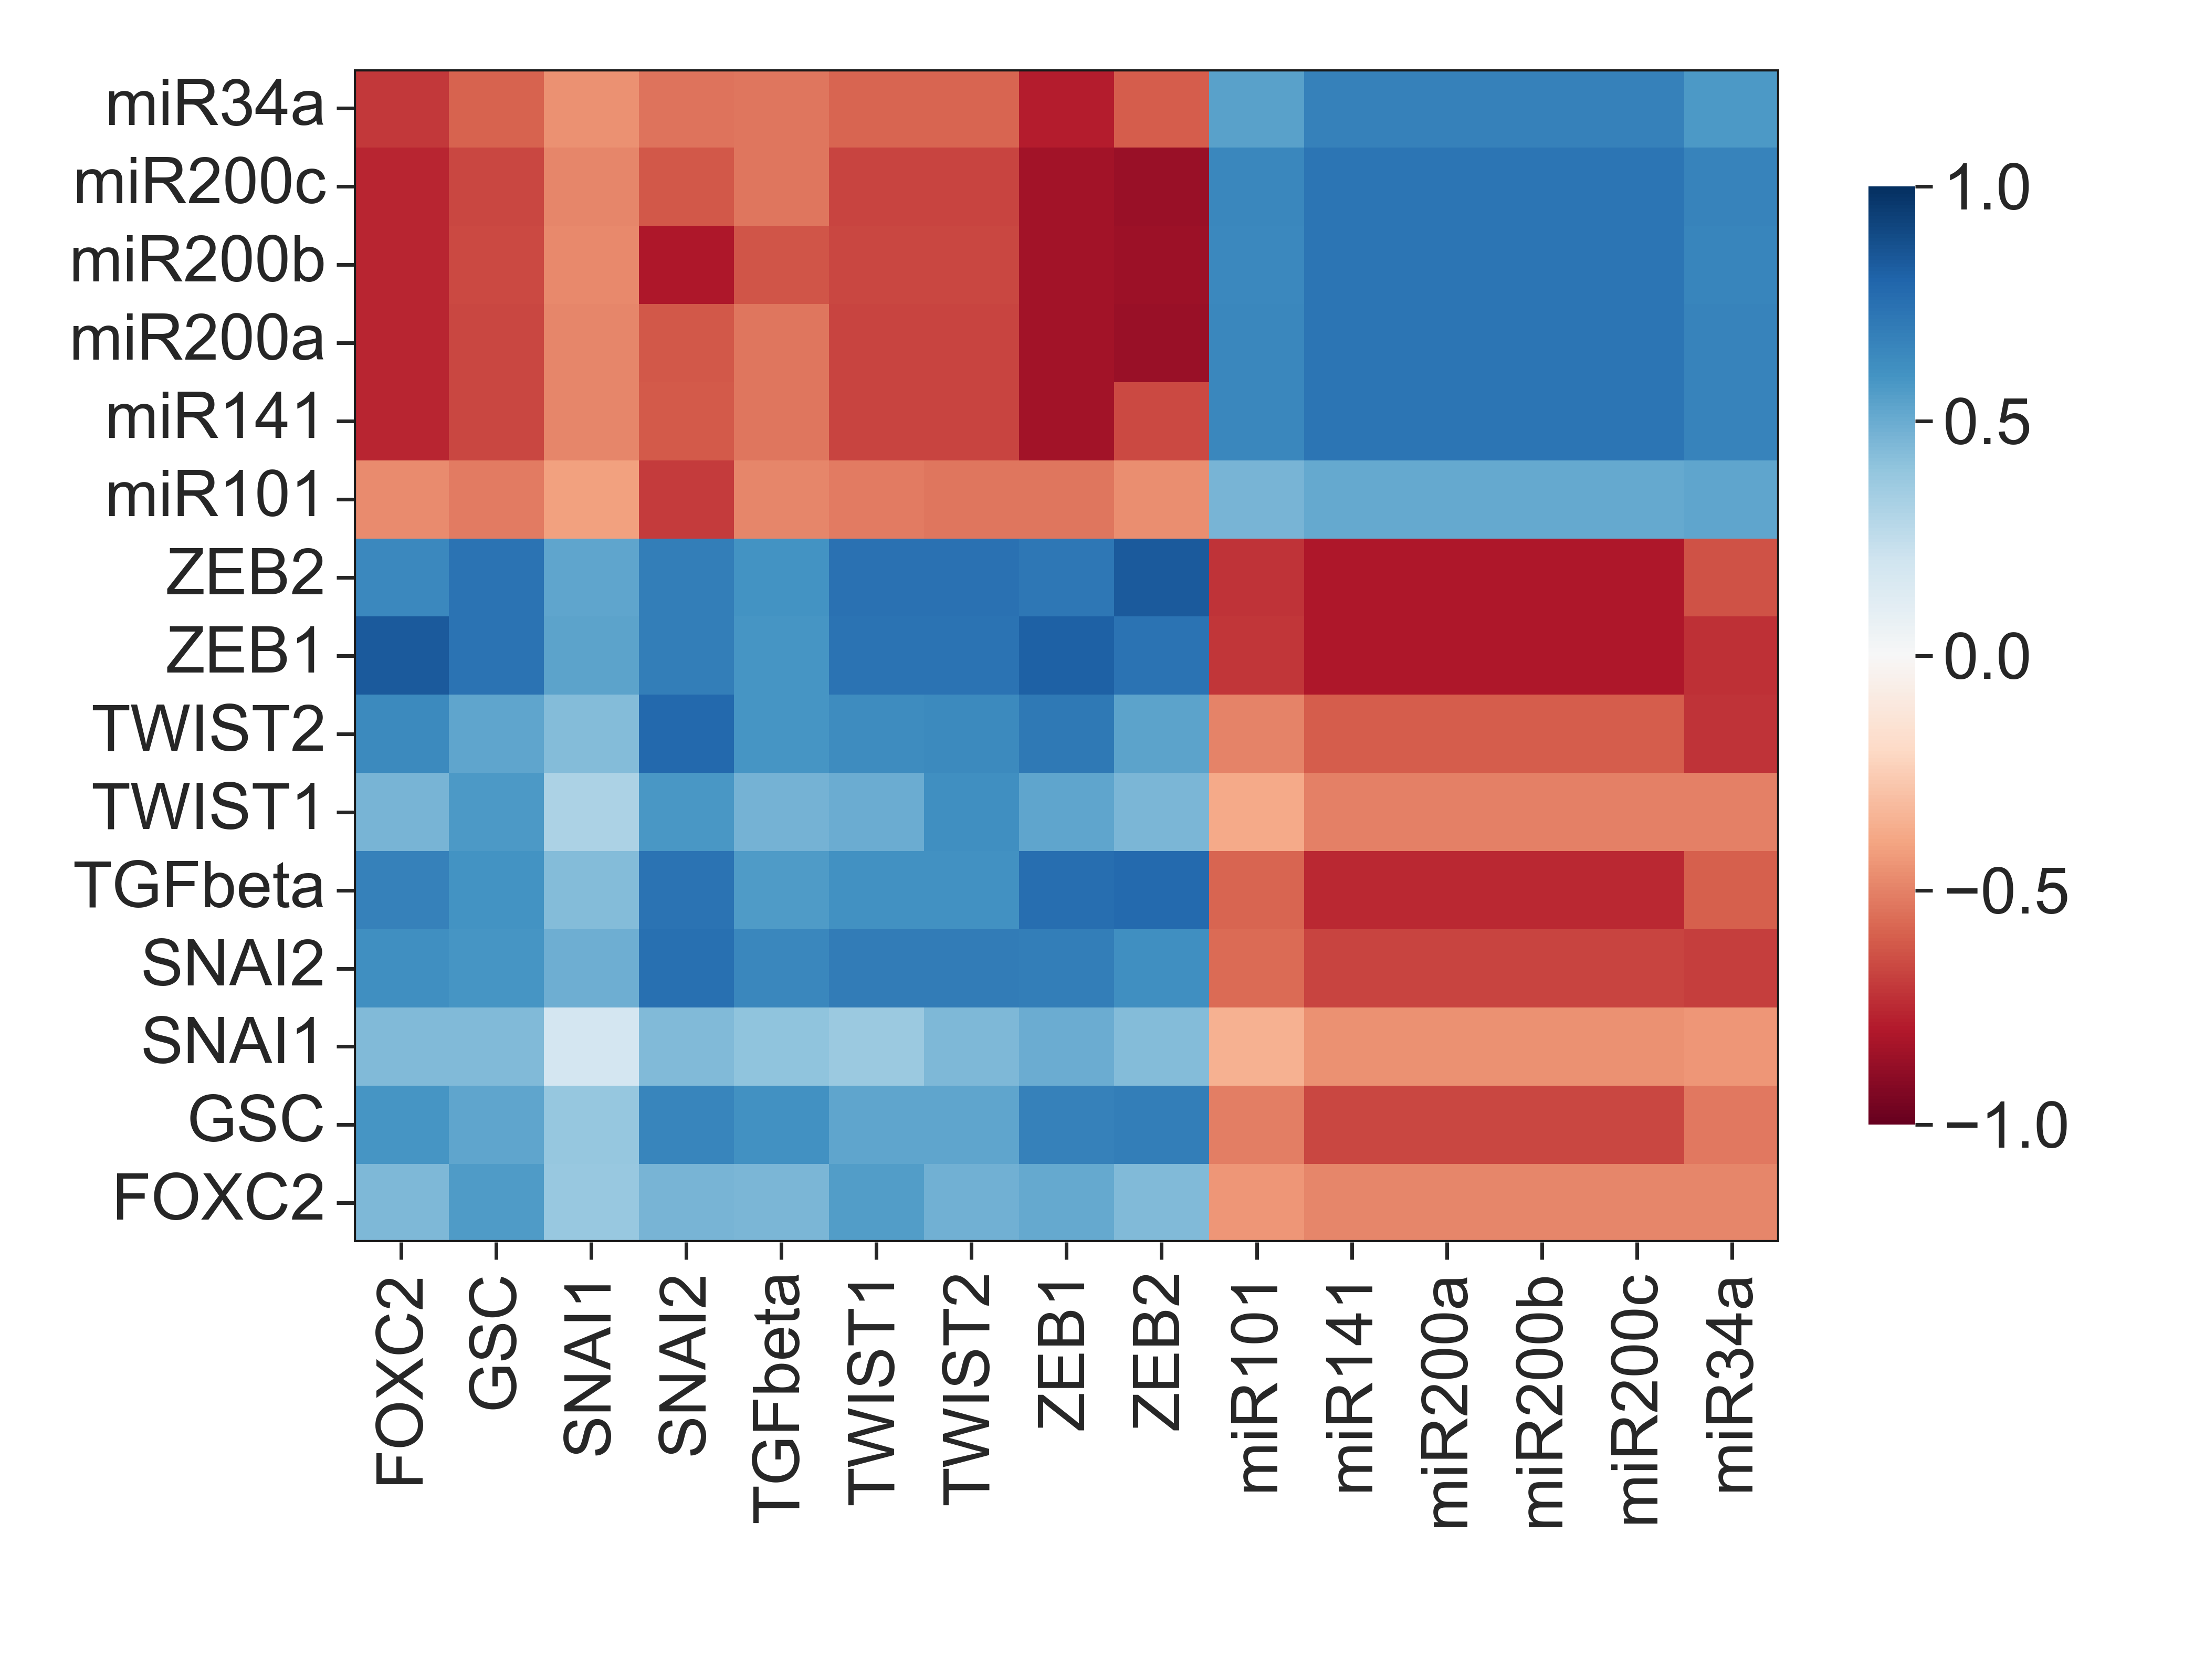 miR34a
miR200c
miR200b
miR200a
miR141
miR101
ZEB2
ZEB1
TWIST2
TWIST1
TGFbeta
SNAI2
SNAI1
GSC
FOXC2
FOXC2
GSC
SNAI1
SNAI2
TGFbeta
TWIST1
TWIST2
ZEB1
ZEB2
miR101
miR141
miR200a
miR200b
miR200c
miR34a
1.0
0.5
0.0
−0.5
−1.0